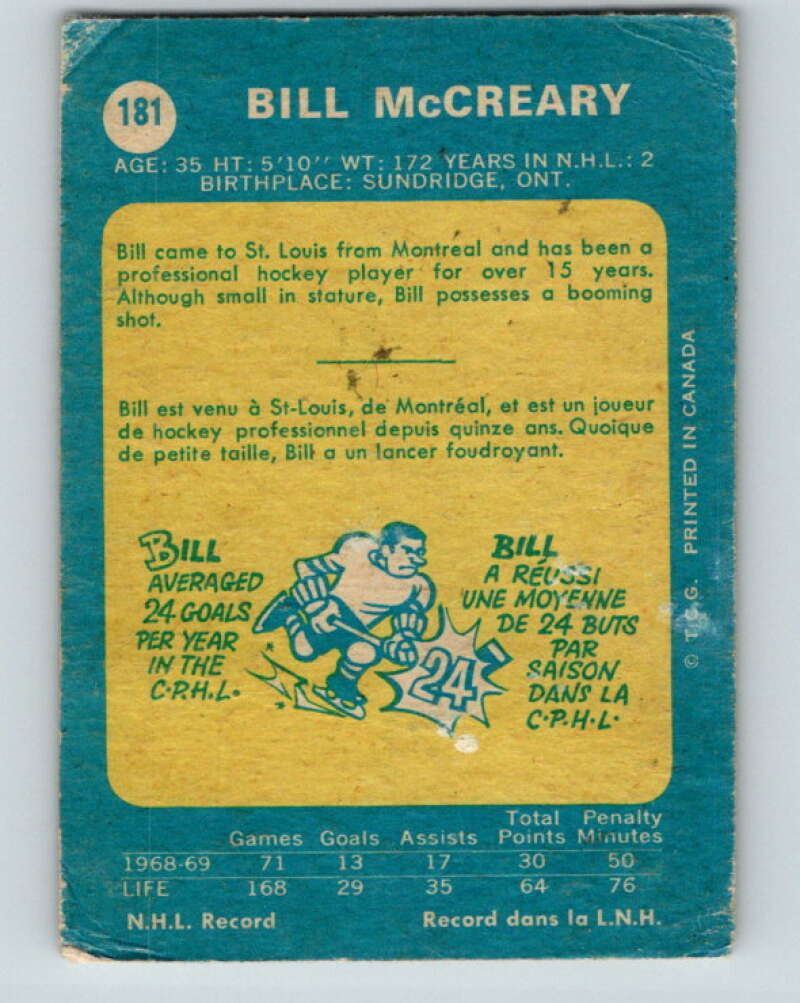 181
BILL McCREARY
AGE: 35 HT: 5'10'' WT: 172 YEARS IN N.H.L.: 2
BIRTHPLACE: SUNDRIDGE, ONT.
Bill came to St. Louis from Montreal and has been a
professional hockey player for over 15 years.
Although small in stature, Bill possesses a booming
shot.
Bill est venu à St-Louis, de Montréal, et est un joueur
de hockey professionnel depuis quinze ans. Quoique
de petite taille, Bill a un lancer foudroyant.
BILL
AVERAGED
24 GOALS
PER YEAR
IN THE
C.P.H.L.
24
BILL
A RÉUSSI
UNE MOYENNE
DE 24 BUTS
PAR
SAISON
DANS LA
C.P.H.L.
© T.C.G. PRINTED IN CANADA
Total Penalty
Games Goals Assists Points Minutes
1968-69 71 13 17 30 50
LIFE 168 29 35 64 76
N.H.L. Record Record dans la L.N.H.